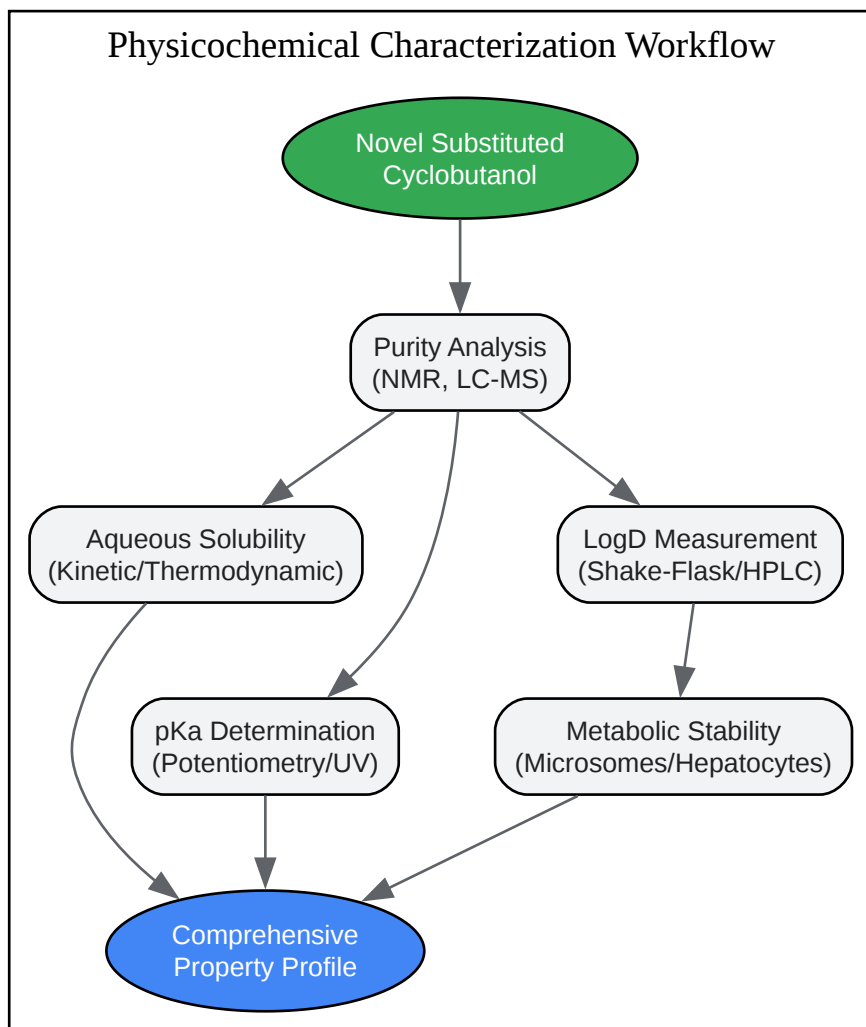 Physicochemical Characterization Workflow
Novel Substituted
Cyclobutanol
Purity Analysis
(NMR, LC-MS)
Aqueous Solubility
(Kinetic/Thermodynamic)
LogD Measurement
(Shake-Flask/HPLC)
pKa Determination
(Potentiometry/UV)
Metabolic Stability
(Microsomes/Hepatocytes)
Comprehensive
Property Profile